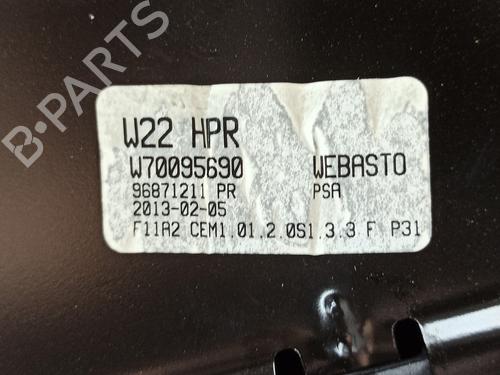 B-PARTS
W22 HPR
W70095690 WEBASTO
96871211 PR PSA
2013-02-05
F11A2 CEM1.01.2.0S1.3.3 F P31